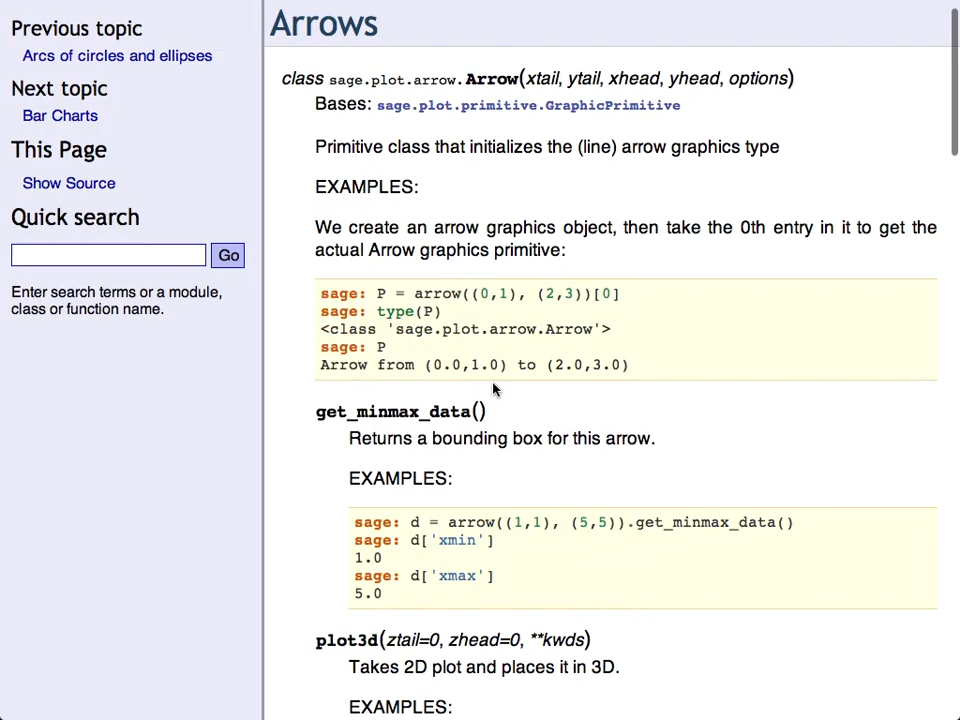 Previous topic
Arcs of circles and ellipses
Next topic
Bar Charts
This Page
Show Source
Quick search
Go
Enter search terms or a module,
class or function name.
Arrows
class sage.plot.arrow.Arrow(xtail, ytail, xhead, yhead, options)
Bases: sage.plot.primitive.GraphicPrimitive
Primitive class that initializes the (line) arrow graphics type
EXAMPLES:
We create an arrow graphics object, then take the 0th entry in it to get the
actual Arrow graphics primitive:
sage: P = arrow((0,1), (2,3))[0]
sage: type(P)
<class 'sage.plot.arrow.Arrow'>
sage: P
Arrow from (0.0,1.0) to (2.0,3.0)
get_minmax_data()
Returns a bounding box for this arrow.
EXAMPLES:
sage: d = arrow((1,1), (5,5)).get_minmax_data()
sage: d['xmin']
1.0
sage: d['xmax']
5.0
plot3d(ztail=0, zhead=0, **kwds)
Takes 2D plot and places it in 3D.
EXAMPLES: